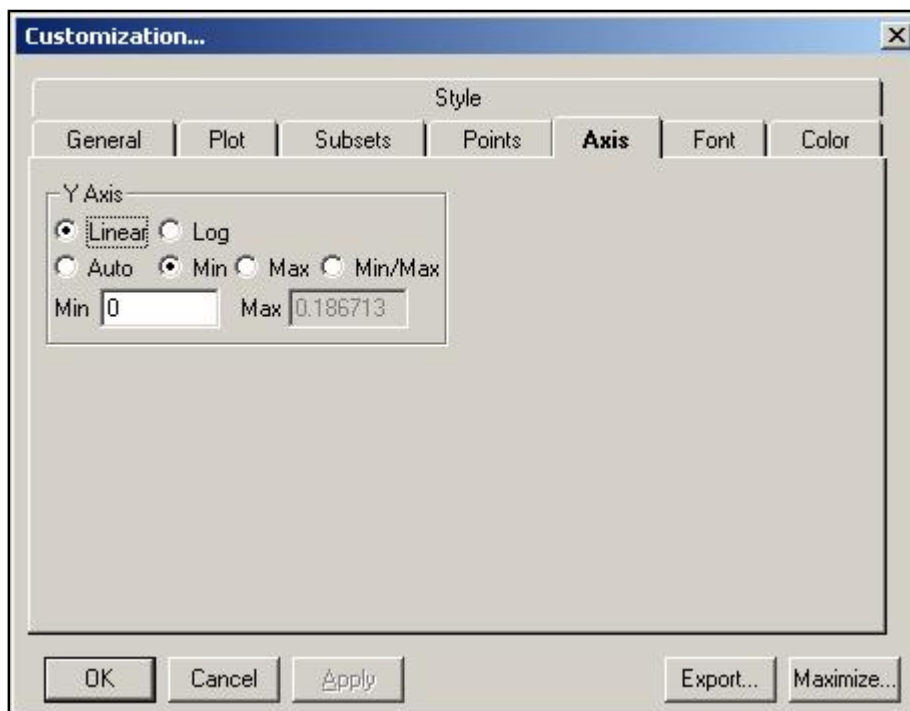 Customization...
Style
General Plot Subsets Points Axis Font Color
Y Axis
Linear Log
Auto Min Max Min/Max
Min 0 Max 0.186713
OK Cancel Apply Export... Maximize...